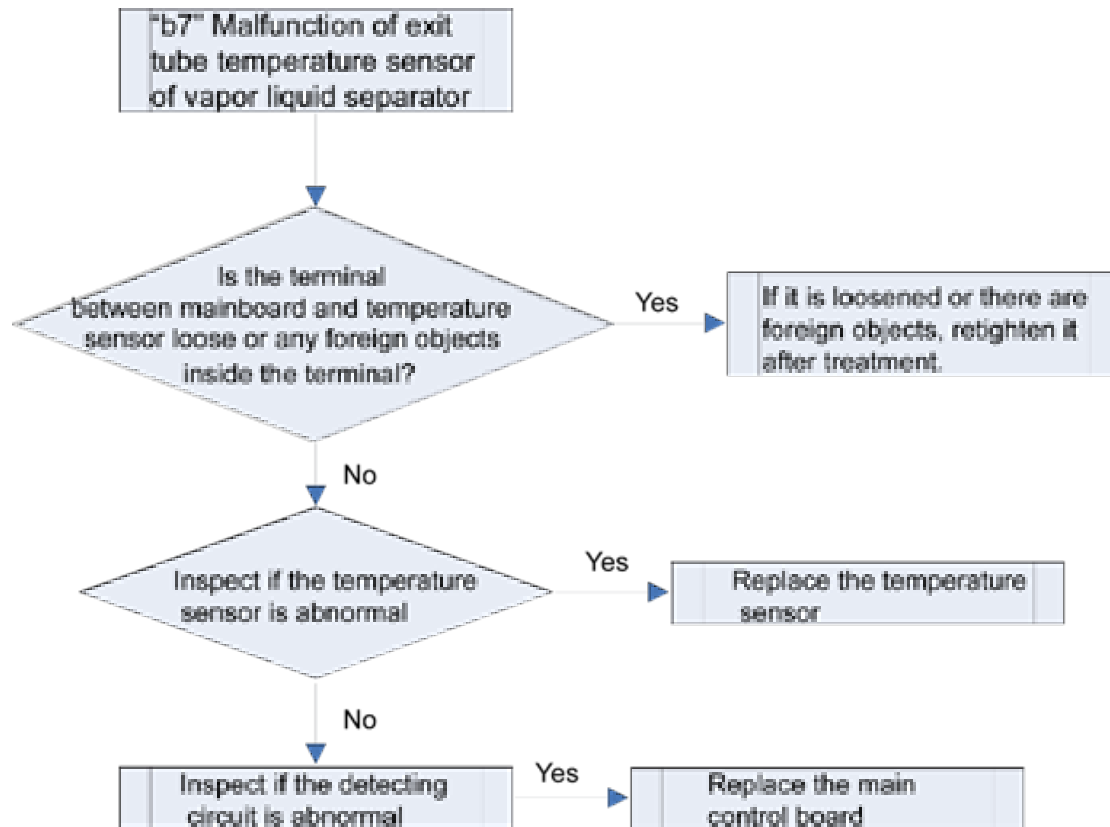 "b7" Malfunction of exit
tube temperature sensor
of vapor liquid separator
Is the terminal
between mainboard and temperature
sensor loose or any foreign objects
inside the terminal?
Yes
If it is loosened or there are
foreign objects, retighten it
after treatment.
No
Inspect if the temperature
sensor is abnormal
Yes
Replace the temperature
sensor
No
Inspect if the detecting
circuit is abnormal
Yes
Replace the main
control board